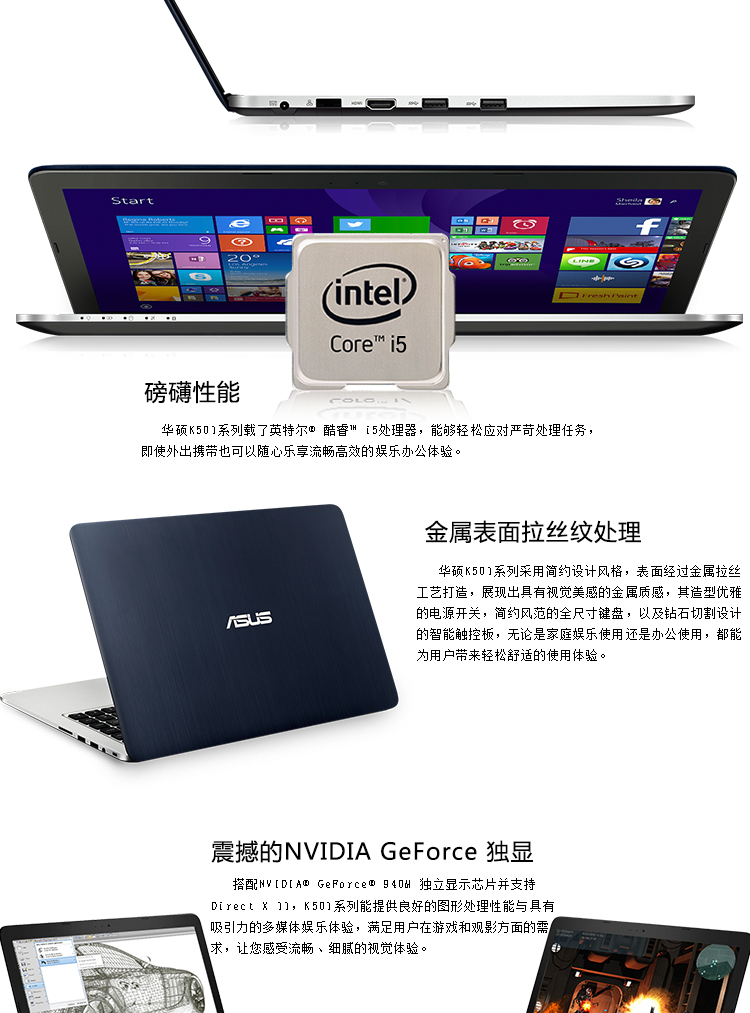 HDMI
Start
Sheila
Regina Roberts
9
20°
Los Angeles
Sunny
LINE
Fresh Paint
intel
Core™ i5
磅礴性能
华硕K501系列载了英特尔® 酷睿™ i5处理器，能够轻松应对严苛处理任务，
即使外出携带也可以随心乐享流畅高效的娱乐办公体验。
金属表面拉丝纹处理
华硕K501系列采用简约设计风格，表面经过金属拉丝
工艺打造，展现出具有视觉美感的金属质感，其造型优雅
的电源开关，简约风范的全尺寸键盘，以及钻石切割设计
的智能触控板，无论是家庭娱乐使用还是办公使用，都能
为用户带来轻松舒适的使用体验。
ASUS
震撼的NVIDIA GeForce 独显
搭配NVIDIA® GeForce® 940M 独立显示芯片并支持
Direct X 11，K501系列能提供良好的图形处理性能与具有
吸引力的多媒体娱乐体验，满足用户在游戏和观影方面的需
求，让您感受流畅、细腻的视觉体验。